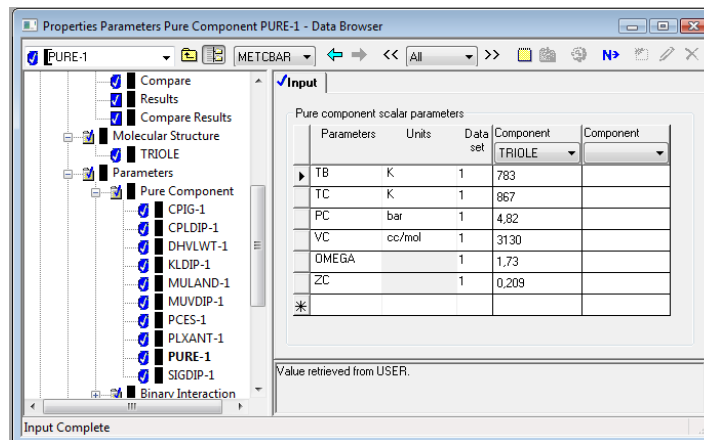 Properties Parameters Pure Component PURE-1 - Data Browser
PURE-1 METCBAR << All >> N>
Compare
Results
Compare Results
Molecular Structure
TRIOLE
Parameters
Pure Component
CPIG-1
CPLDIP-1
DHVLWT-1
KLDIP-1
MULAND-1
MUVDIP-1
PCES-1
PLXANT-1
PURE-1
SIGDIP-1
Binary Interaction
Input
Pure component scalar parameters
Parameters Units Data set Component TRIOLE Component
TB K 1 783
TC K 1 867
PC bar 1 4,82
VC cc/mol 1 3130
OMEGA 1 1,73
ZC 1 0,209
Value retrieved from USER.
Input Complete